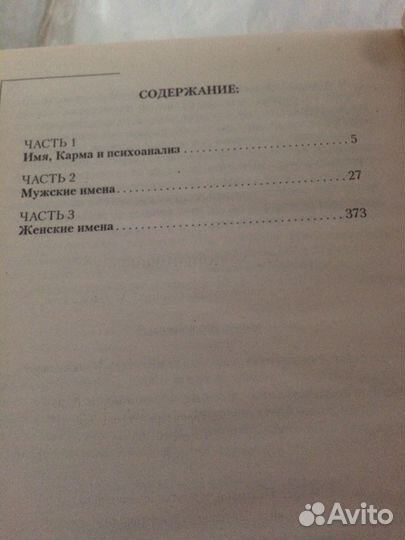 СОДЕРЖАНИЕ:
ЧАСТЬ 1
Имя, Карма и психоанализ 5
ЧАСТЬ 2
Мужские имена 27
ЧАСТЬ 3
Женские имена 373
Avito